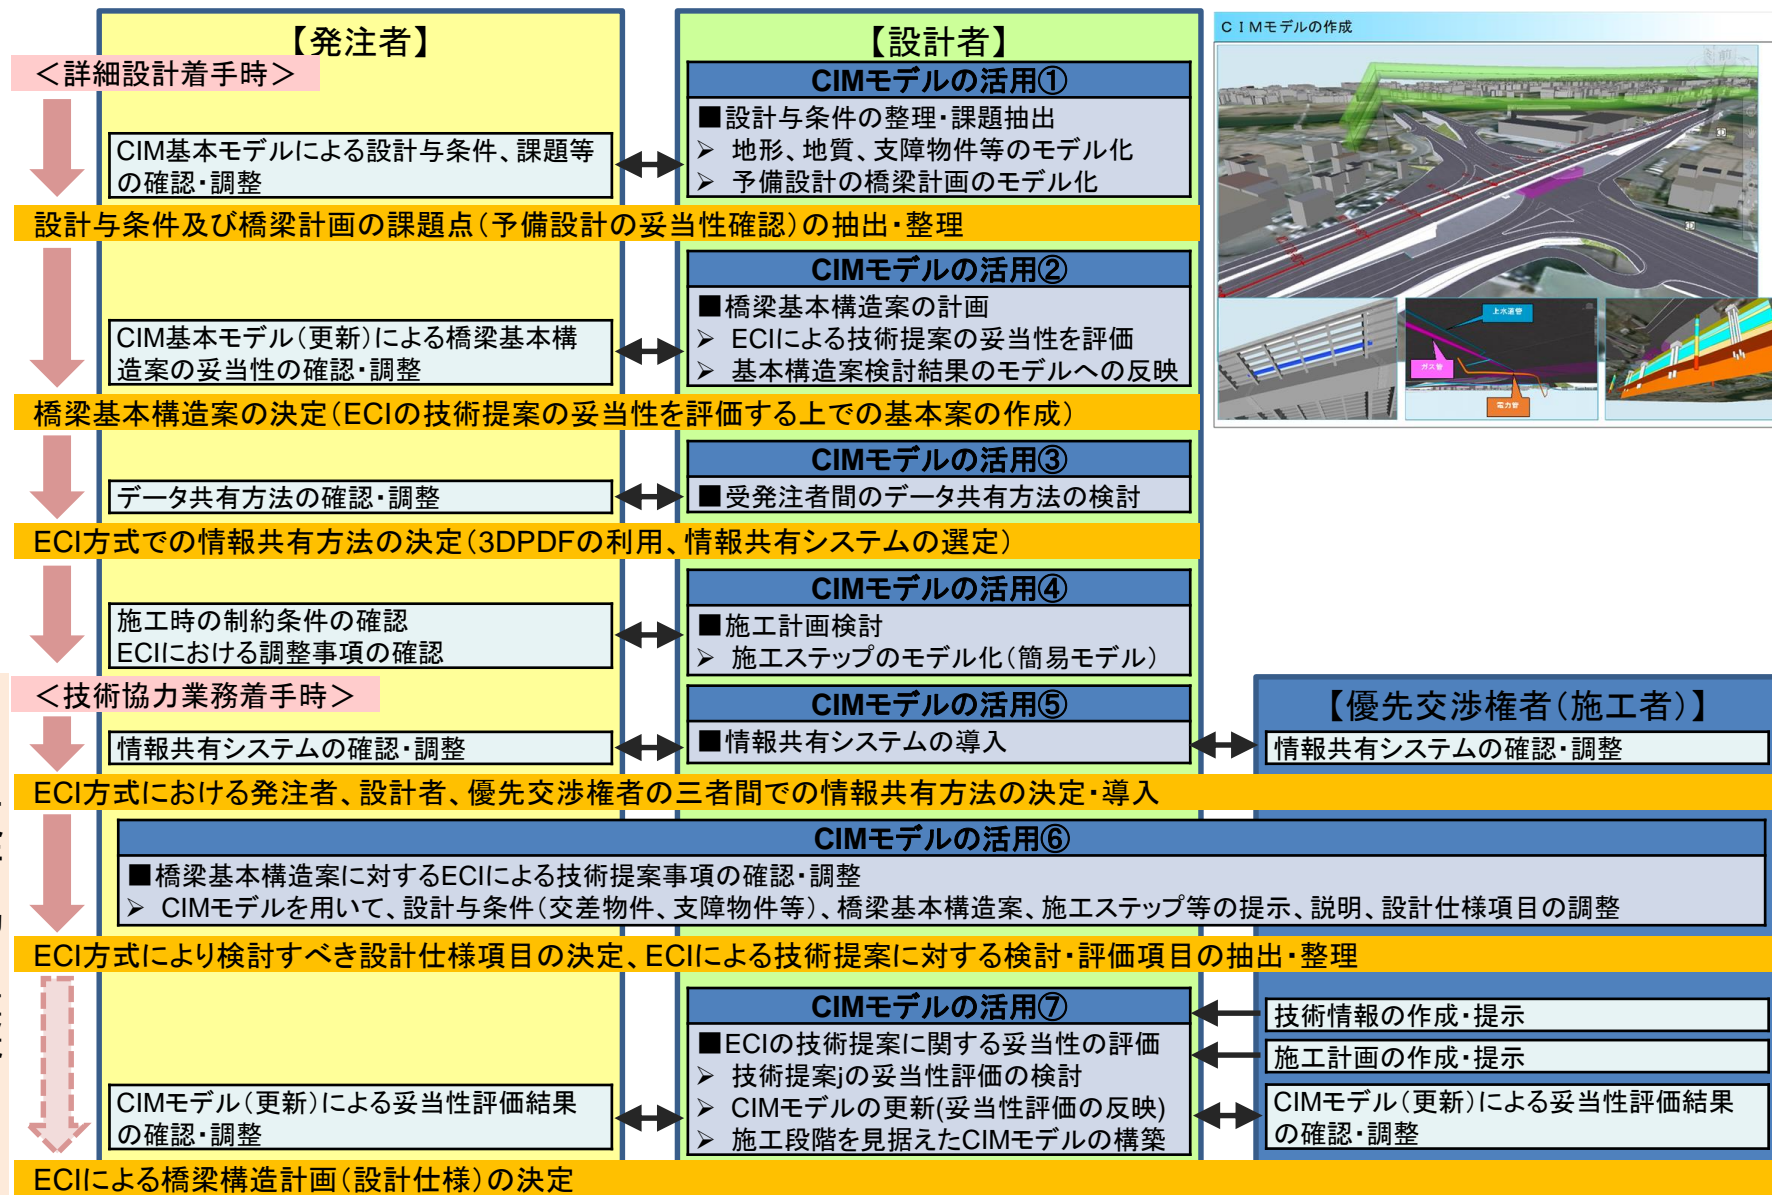 【発注者】
【設計者】
CIMモデルの作成
＜詳細設計着手時＞
CIMモデルの活用①
■設計与条件の整理・課題抽出
➢ 地形、地質、支障物件等のモデル化
➢ 予備設計の橋梁計画のモデル化
CIM基本モデルによる設計与条件、課題等
の確認・調整
設計与条件及び橋梁計画の課題点（予備設計の妥当性確認）の抽出・整理
CIMモデルの活用②
■橋梁基本構造案の計画
➢ ECIによる技術提案の妥当性を評価
➢ 基本構造案検討結果のモデルへの反映
CIM基本モデル（更新）による橋梁基本構
造案の妥当性の確認・調整
上水道管
ガス管
電力管
橋梁基本構造案の決定（ECIの技術提案の妥当性を評価する上での基本案の作成）
CIMモデルの活用③
データ共有方法の確認・調整
■受発注者間のデータ共有方法の検討
ECI方式での情報共有方法の決定（3DPDFの利用、情報共有システムの選定）
CIMモデルの活用④
施工時の制約条件の確認
ECIにおける調整事項の確認
■施工計画検討
➢ 施工ステップのモデル化（簡易モデル）
＜技術協力業務着手時＞
CIMモデルの活用⑤
【優先交渉権者（施工者）】
情報共有システムの確認・調整
■情報共有システムの導入
情報共有システムの確認・調整
ECI方式における発注者、設計者、優先交渉権者の三者間での情報共有方法の決定・導入
CIMモデルの活用⑥
■橋梁基本構造案に対するECIによる技術提案事項の確認・調整
➢ CIMモデルを用いて、設計与条件（交差物件、支障物件等）、橋梁基本構造案、施工ステップ等の提示、説明、設計仕様項目の調整
ECI方式により検討すべき設計仕様項目の決定、ECIによる技術提案に対する検討・評価項目の抽出・整理
CIMモデルの活用⑦
■ECIの技術提案に関する妥当性の評価
➢ 技術提案jの妥当性評価の検討
➢ CIMモデルの更新(妥当性評価の反映)
➢ 施工段階を見据えたCIMモデルの構築
技術情報の作成・提示
施工計画の作成・提示
CIMモデル（更新）による妥当性評価結果
の確認・調整
CIMモデル（更新）による妥当性評価結果
の確認・調整
ECIによる橋梁構造計画（設計仕様）の決定